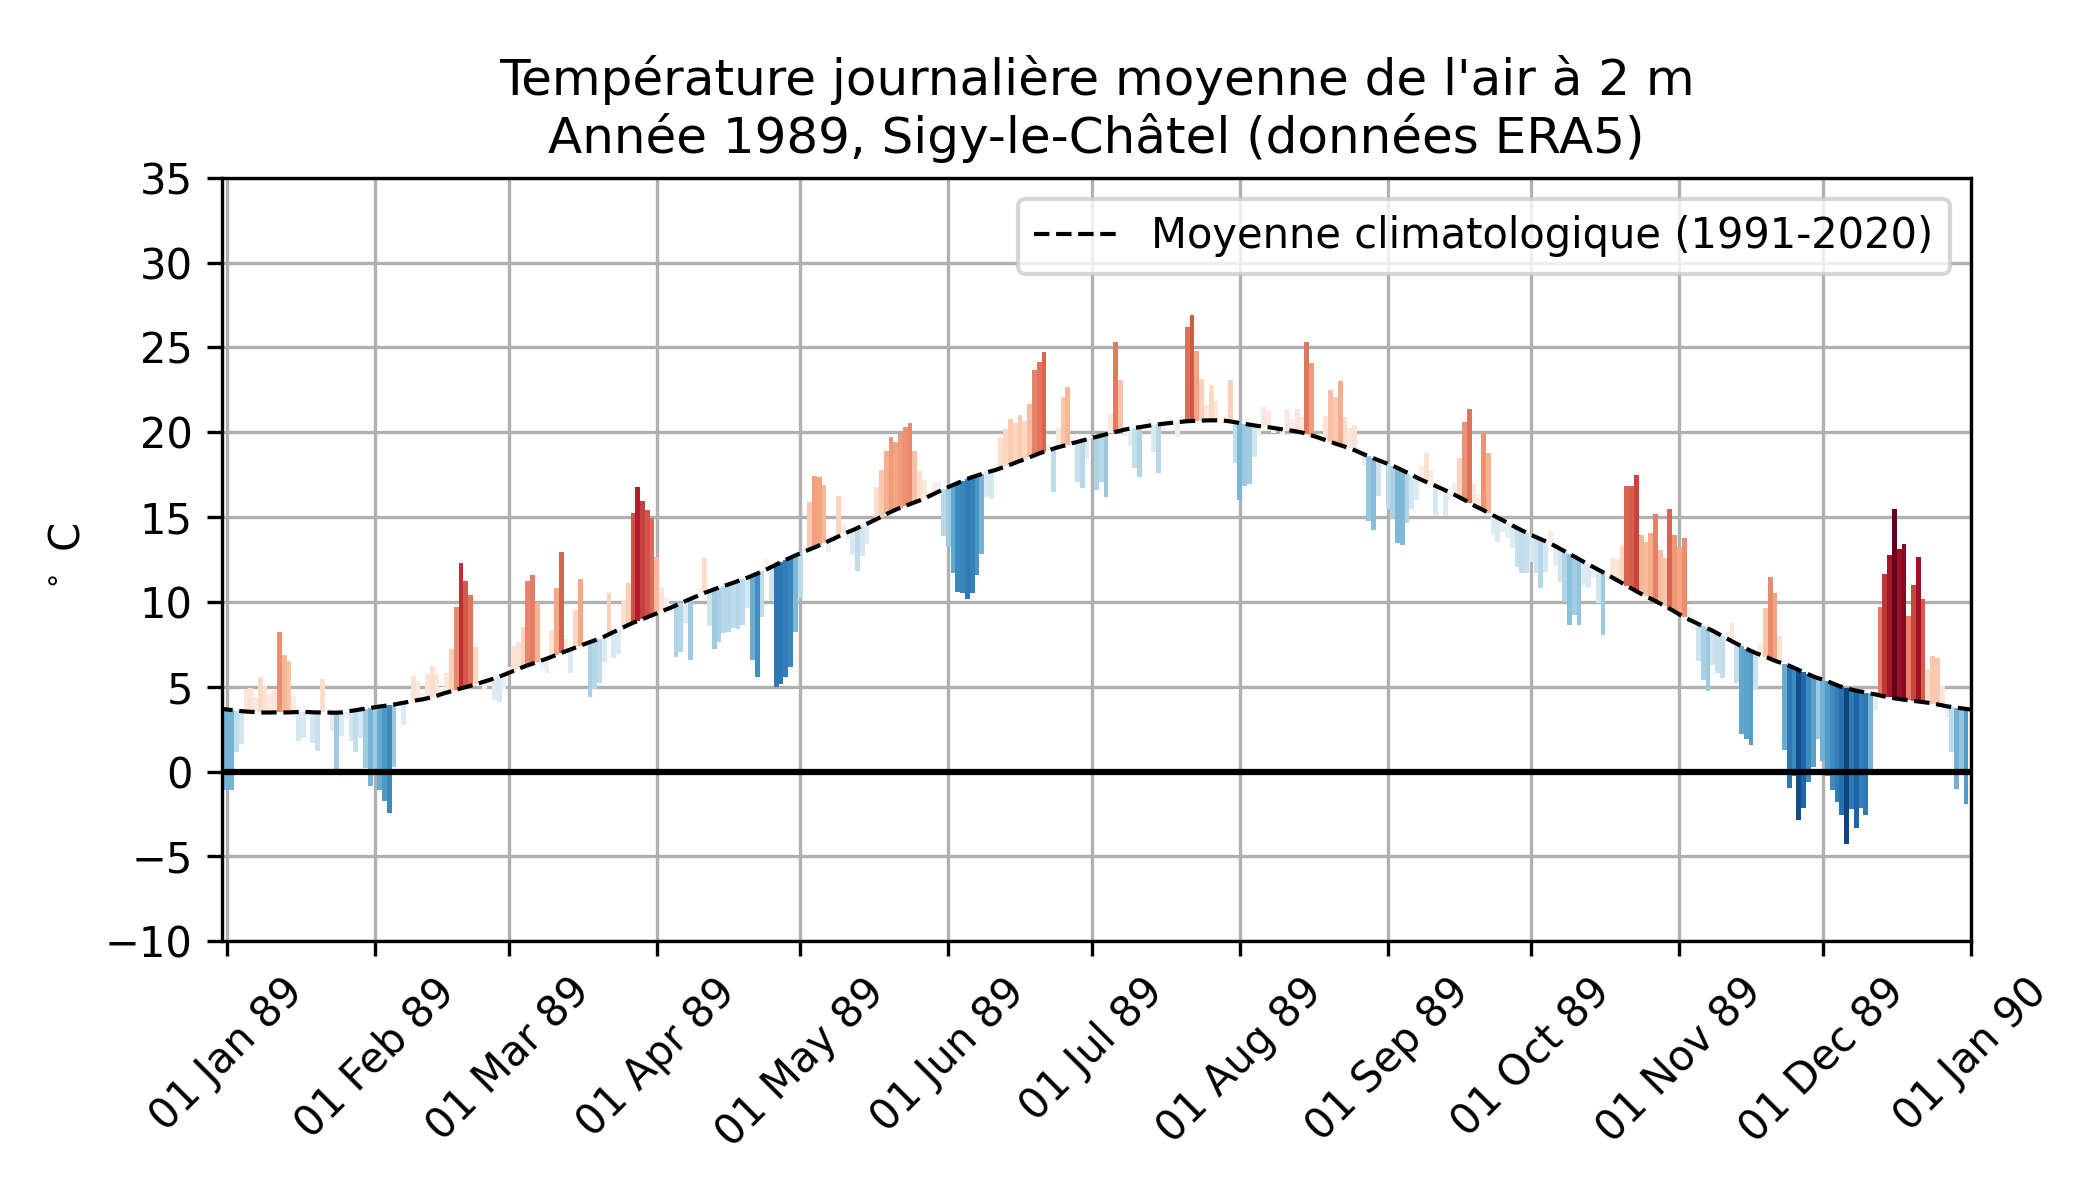 Température journalière moyenne de l'air à 2 m
Année 1989, Sigy-le-Châtel (données ERA5)
Moyenne climatologique (1991-2020)
° C
35
30
25
20
15
10
5
0
−5
−10
01 Jan 89
01 Feb 89
01 Mar 89
01 Apr 89
01 May 89
01 Jun 89
01 Jul 89
01 Aug 89
01 Sep 89
01 Oct 89
01 Nov 89
01 Dec 89
01 Jan 90